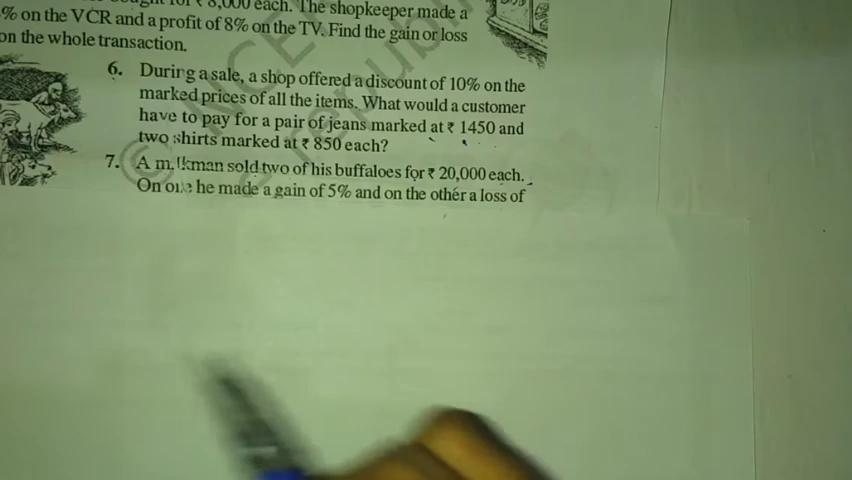 for ₹ 8,000 each. The shopkeeper made a
% on the VCR and a profit of 8% on the TV. Find the gain or loss
on the whole transaction.
6. During a sale, a shop offered a discount of 10% on the
marked prices of all the items. What would a customer
have to pay for a pair of jeans marked at ₹ 1450 and
two shirts marked at ₹ 850 each?
7. A milkman sold two of his buffaloes for ₹ 20,000 each.
On one he made a gain of 5% and on the other a loss of